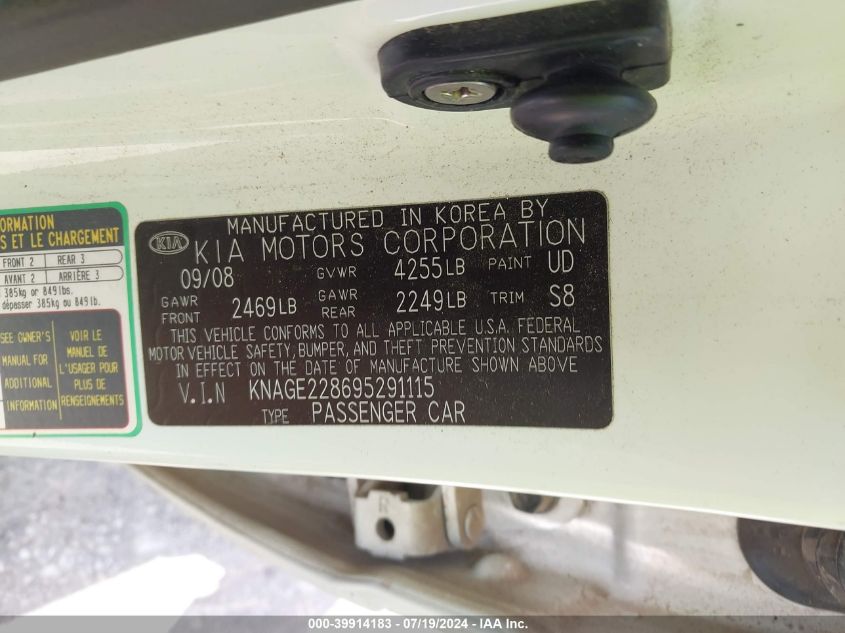 ORMATION
S ET LE CHARGEMENT
FRONT 2 REAR 3
AVANT 2 ARRIÈRE 3
385kg or 849lbs.
dépasser 385kg ou 849 lb.
SEE OWNER'S
MANUAL FOR
ADDITIONAL
INFORMATION
VOIR LE
MANUEL DE
L'USAGER POUR
PLUS DE
RENSEIGNEMENTS
MANUFACTURED IN KOREA BY
KIA KIA MOTORS CORPORATION
09/08 GVWR 4255LB PAINT UD
GAWR FRONT 2469LB GAWR REAR 2249LB TRIM S8
THIS VEHICLE CONFORMS TO ALL APPLICABLE U.S.A. FEDERAL
MOTOR VEHICLE SAFETY, BUMPER, AND THEFT PREVENTION STANDARDS
IN EFFECT ON THE DATE OF MANUFACTURE SHOWN ABOVE
V.I.N KNAGE228695291115
TYPE PASSENGER CAR
000-39914183 - 07/19/2024 - IAA Inc.